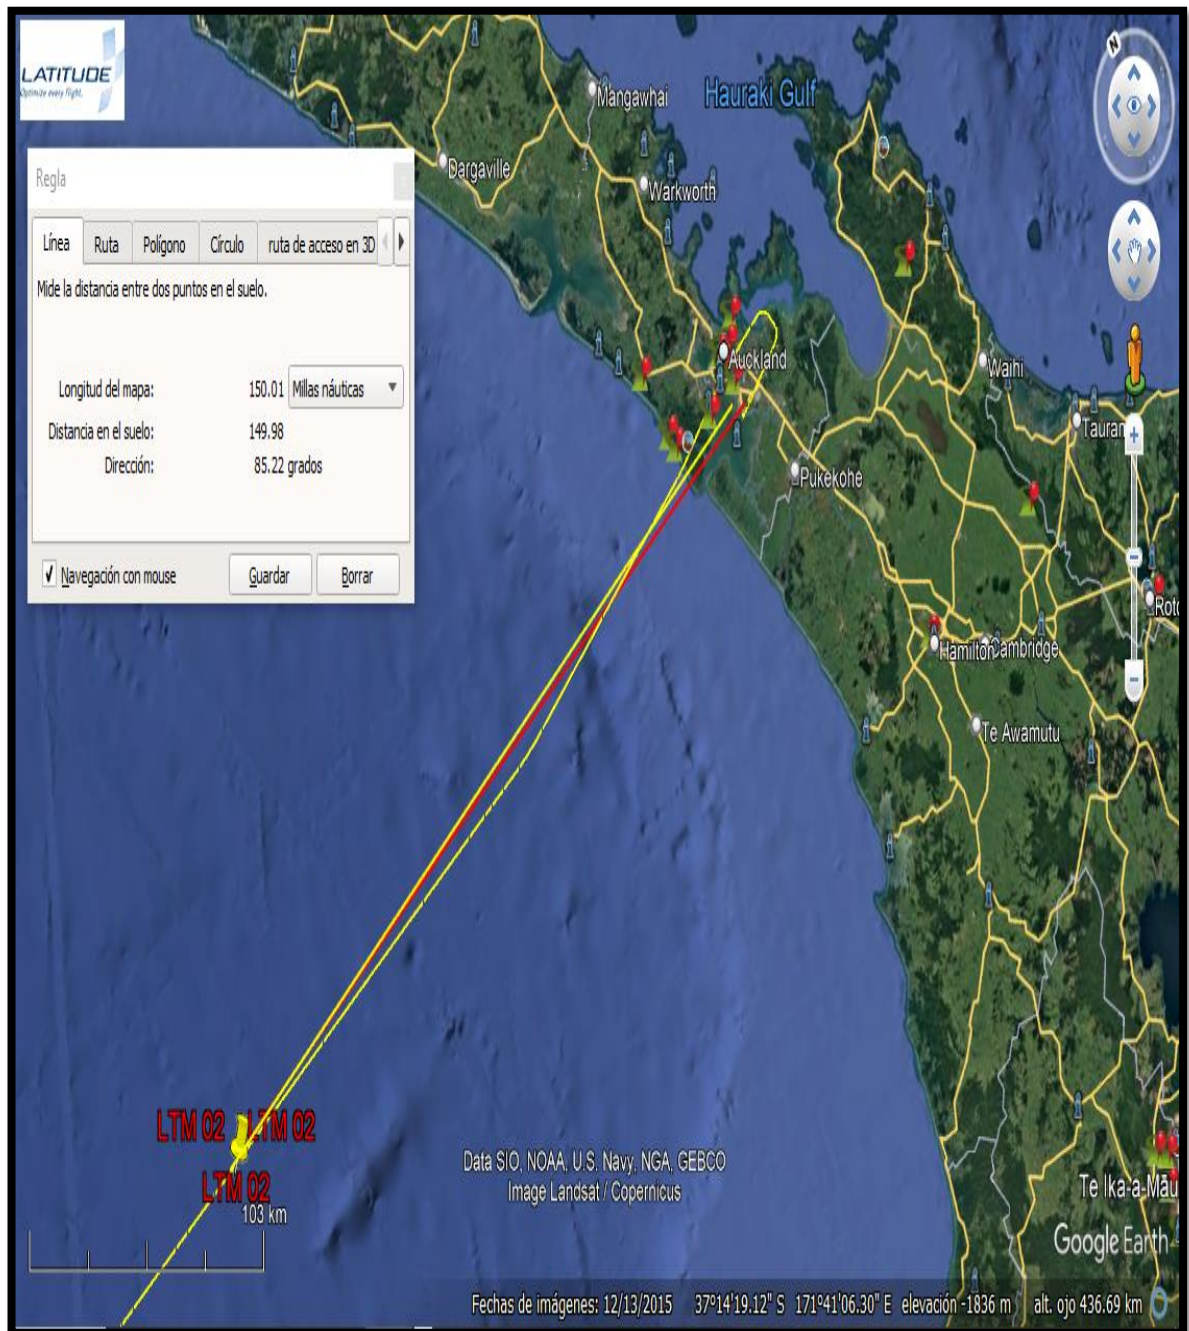 LATITUDE
Optimize every flight.
Hauraki Gulf
N
Mangawhai
Dargaville
Warkworth
Regla
Línea
Ruta
Polígono
Círculo
ruta de acceso en 3D
Mide la distancia entre dos puntos en el suelo.
Longitud del mapa: 150.01 Millas náuticas
Distancia en el suelo: 149.98
Dirección: 85.22 grados
Navegación con mouse
Guardar
Borrar
Auckland
Waihi
Tauran
Pukekohe
Roto
Hamilton
Cambridge
Te Awamutu
LTM 02
LTM 02
LTM 02
103 km
Data SIO, NOAA, U.S. Navy, NGA, GEBCO
Image Landsat / Copernicus
Te Ika-a-Māu
Google Earth
Fechas de imágenes: 12/13/2015 37°14'19.12" S 171°41'06.30" E elevación -1836 m alt. ojo 436.69 km